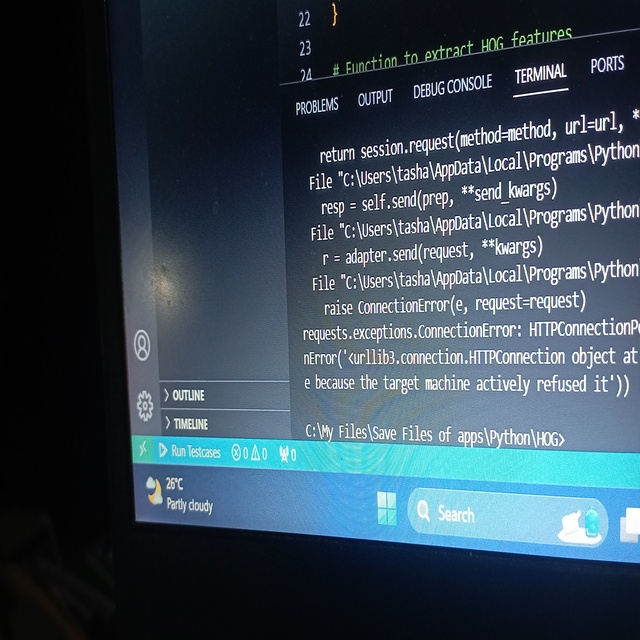 22 }
23
24 # Function to extract HOG features
PROBLEMS OUTPUT DEBUG CONSOLE TERMINAL PORTS
return session.request(method=method, url=url, *
File "C:\Users\tasha\AppData\Local\Programs\Python
resp = self.send(prep, **send_kwargs)
File "C:\Users\tasha\AppData\Local\Programs\Python
r = adapter.send(request, **kwargs)
File "C:\Users\tasha\AppData\Local\Programs\Python
raise ConnectionError(e, request=request)
requests.exceptions.ConnectionError: HTTPConnectionPo
nError('<urllib3.connection.HTTPConnection object at
e because the target machine actively refused it'))
C:\My Files\Save Files of apps\Python\HOG>
OUTLINE
TIMELINE
Run Testcases 0 0 0
26°C
Partly cloudy
Search